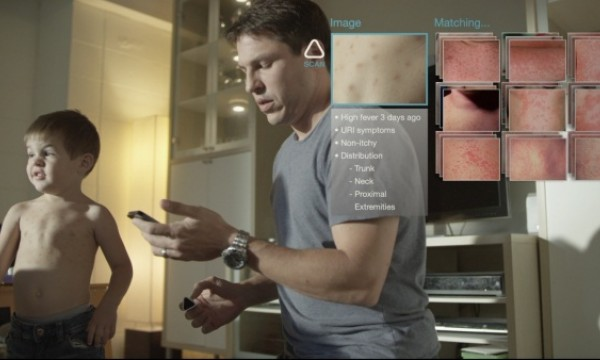 Image
Matching...
SCAN
• High fever 3 days ago
• URI symptoms
• Non-itchy
• Distribution
- Trunk
- Neck
- Proximal
Extremities